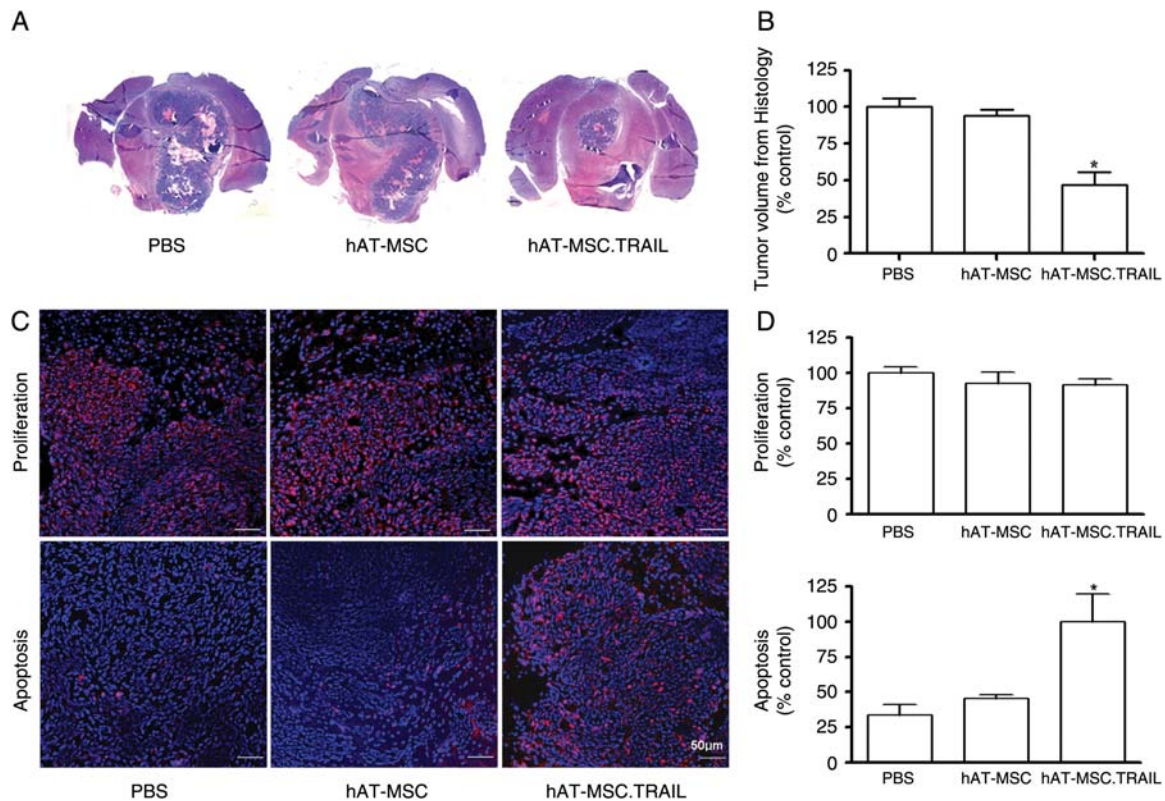 A
PBS
hAT-MSC
hAT-MSC.TRAIL
B
Tumor volume from Histology
(% control)
125
100
75
50
25
0
PBS
hAT-MSC
hAT-MSC.TRAIL
*
C
Proliferation
Apoptosis
50µm
PBS
hAT-MSC
hAT-MSC.TRAIL
D
Proliferation
(% control)
125
100
75
50
25
0
PBS
hAT-MSC
hAT-MSC.TRAIL
Apoptosis
(% control)
125
100
75
50
25
0
*
PBS
hAT-MSC
hAT-MSC.TRAIL